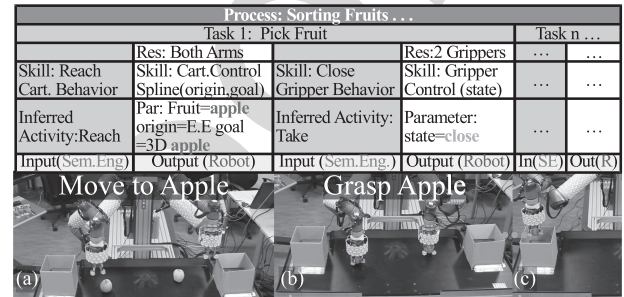 Process: Sorting Fruits . . .
Task 1: Pick Fruit Task n …
Res: Both Arms Res:2 Grippers … …
Skill: Reach Cart. Behavior Skill: Cart.Control Spline(origin,goal) Skill: Close Gripper Behavior Skill: Gripper Control (state) … …
Inferred Activity:Reach Par: Fruit=apple origin=E.E goal =3D apple Inferred Activity: Take Parameter: state=close … …
Input(Sem.Eng) Output (Robot) Input (Sem.Eng.) Output (Robot) In(SE) Out(R)
Move to Apple Grasp Apple
(a) (b) (c)